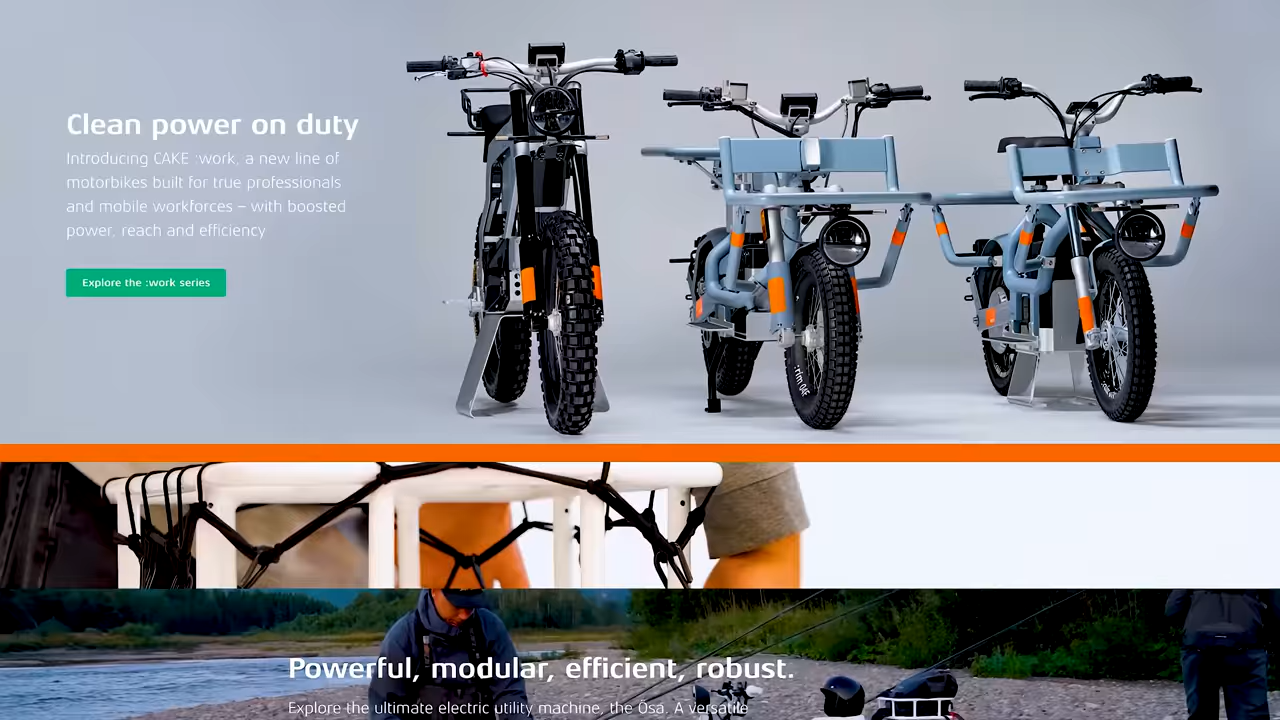 Clean power on duty
Introducing CAKE :work, a new line of
motorbikes built for true professionals
and mobile workforces – with boosted
power, reach and efficiency
Explore the :work series
Powerful, modular, efficient, robust.
Explore the ultimate electric utility machine, the Ösa. A versatile